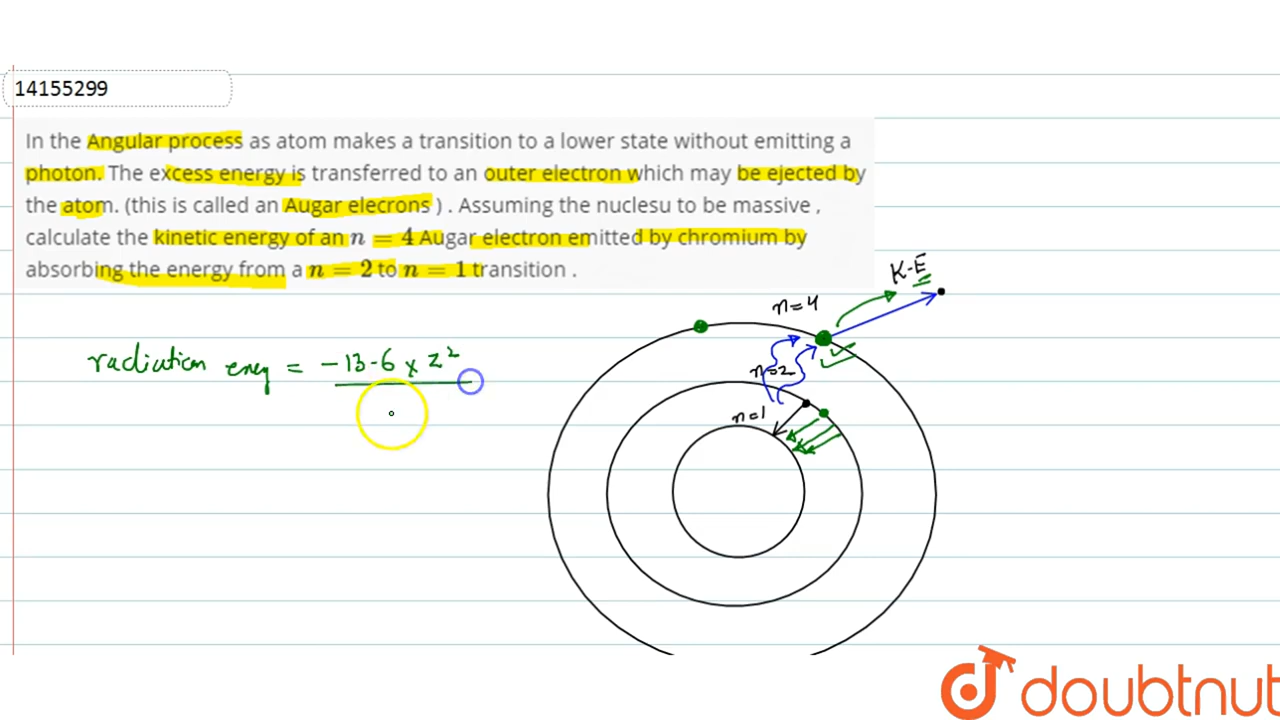 14155299
In the Angular process as atom makes a transition to a lower state without emitting a
photon. The excess energy is transferred to an outer electron which may be ejected by
the atom. (this is called an Augar elecrons ) . Assuming the nuclesu to be massive ,
calculate the kinetic energy of an n = 4 Augar electron emitted by chromium by
absorbing the energy from a n = 2 to n = 1 transition .
K-E
n=4
radiation energ = -13-6 x z²
n=2
n=1
doubtnut